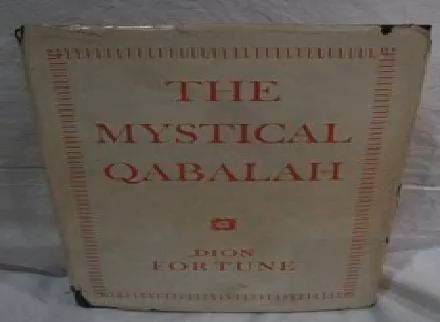 THE
MYSTICAL
QABALAH
DION
FORTUNE